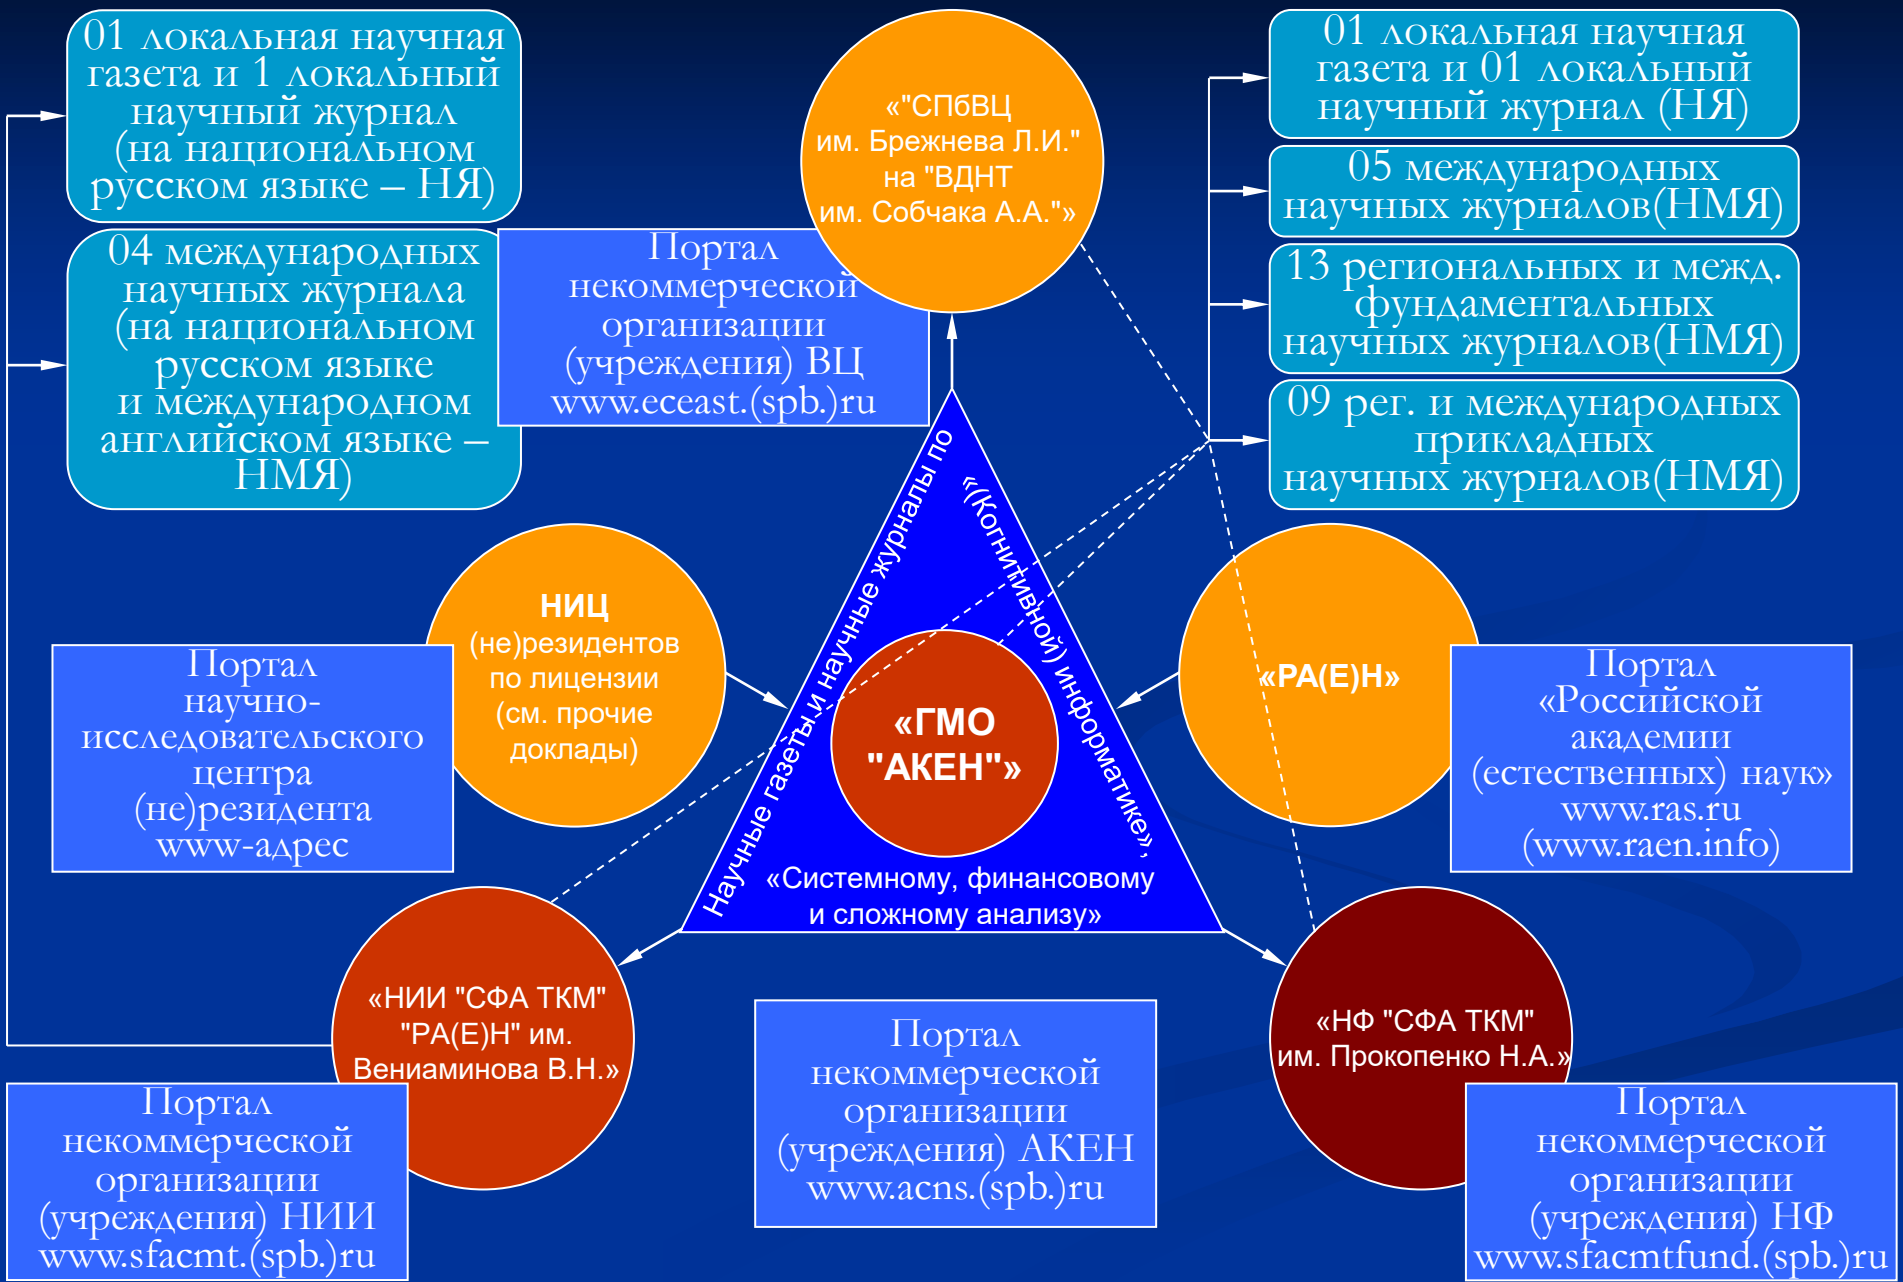 01 локальная научная
газета и 1 локальный
научный журнал
(на национальном
русском языке – НЯ)
04 международных
научных журнала
(на национальном
русском языке
и международном
английском языке –
НМЯ)
Портал
некоммерческой
организации
(учреждения) ВЦ
www.eceast.(spb.)ru
«"СПбВЦ
им. Брежнева Л.И."
на "ВДНТ
им. Собчака А.А."»
01 локальная научная
газета и 01 локальный
научный журнал (НЯ)
05 международных
научных журналов(НМЯ)
13 региональных и межд.
фундаментальных
научных журналов(НМЯ)
09 рег. и международных
прикладных
научных журналов(НМЯ)
НИЦ
(не)резидентов
по лицензии
(см. прочие
доклады)
Портал
научно-
исследовательского
центра
(не)резидента
www-адрес
Научные газеты и научные журналы по
«(Когнитивной) информатике»,
«Системному, финансовому
и сложному анализу»
«ГМО
"АКЕН"»
«РА(Е)Н»
Портал
«Российской
академии
(естественных) наук»
www.ras.ru
(www.raen.info)
«НИИ "СФА ТКМ"
"РА(Е)Н" им.
Вениаминова В.Н.»
Портал
некоммерческой
организации
(учреждения) НИИ
www.sfacmt.(spb.)ru
Портал
некоммерческой
организации
(учреждения) АКЕН
www.acns.(spb.)ru
«НФ "СФА ТКМ"
им. Прокопенко Н.А.»
Портал
некоммерческой
организации
(учреждения) НФ
www.sfacmtfund.(spb.)ru